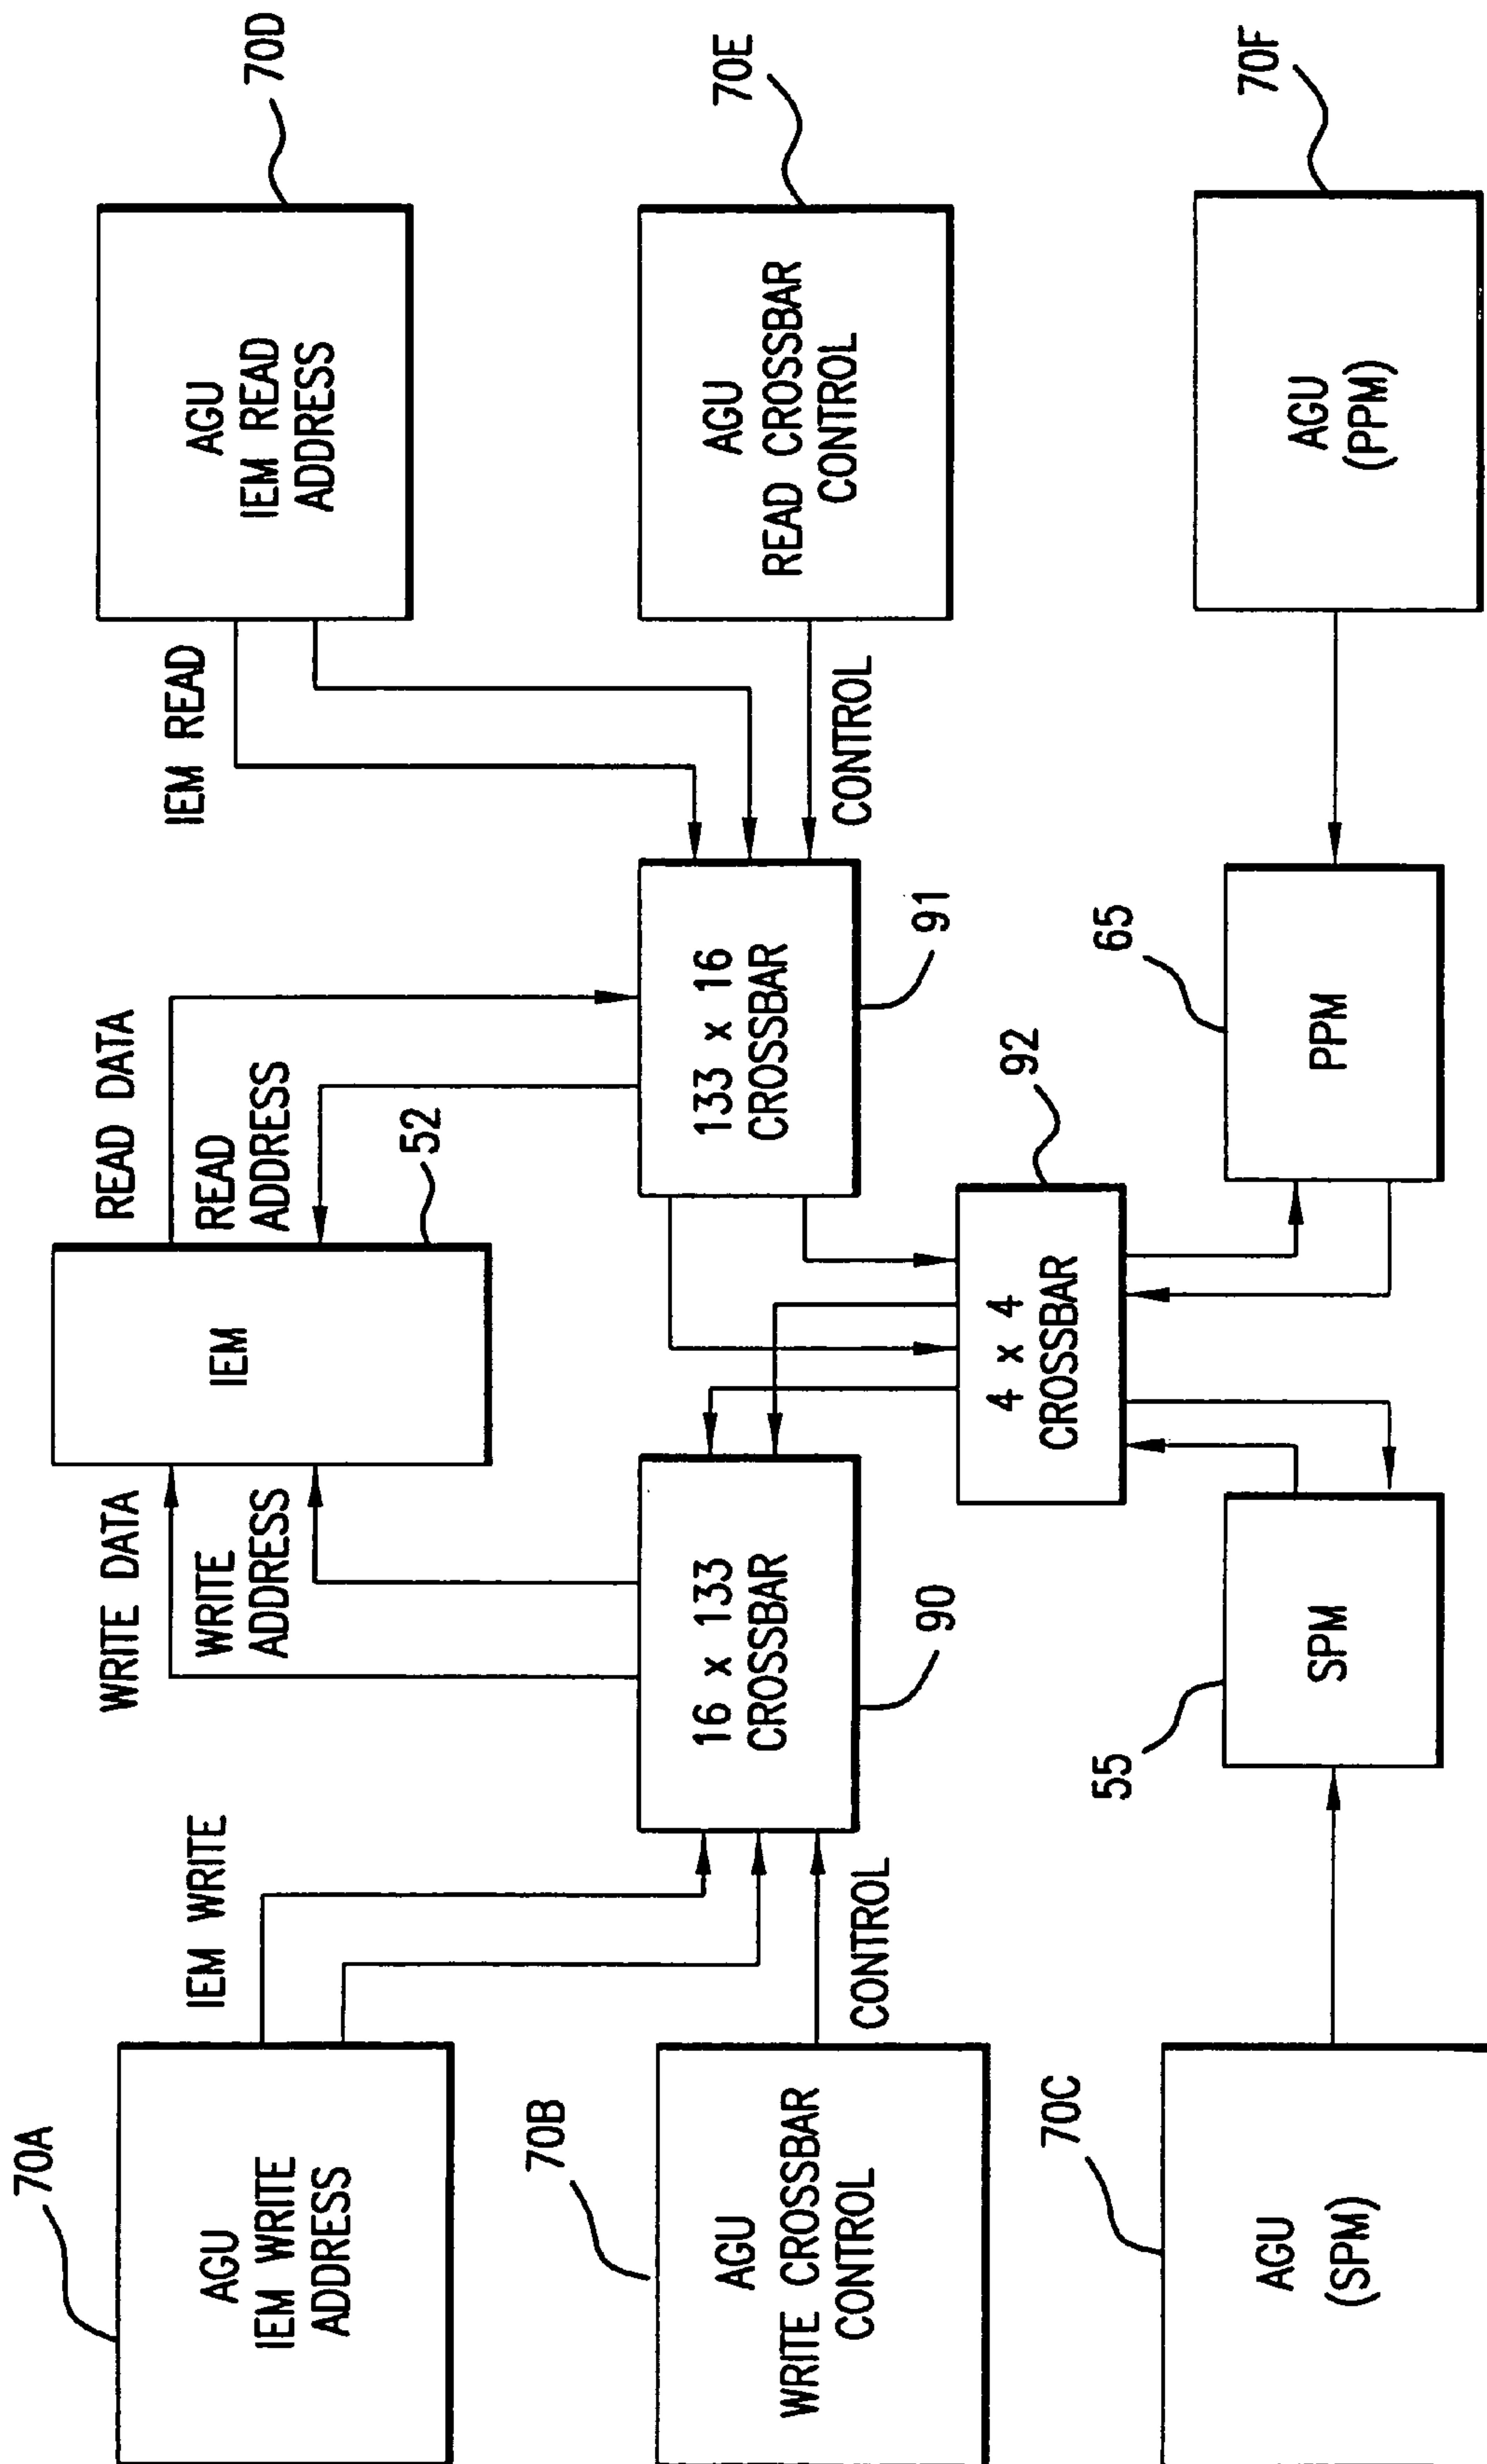 70A
AGU
IEM WRITE
ADDRESS
IEM WRITE
WRITE DATA
WRITE
ADDRESS
IEM
52
READ DATA
READ
ADDRESS
IEM READ
AGU
IEM READ
ADDRESS
70D
70B
AGU
WRITE CROSSBAR
CONTROL
CONTROL
16 x 133
CROSSBAR
90
133 x 16
CROSSBAR
91
CONTROL
AGU
READ CROSSBAR
CONTROL
70E
4 x 4
CROSSBAR
92
70C
AGU
(SPM)
55
SPM
65
PPM
AGU
(PPM)
70F